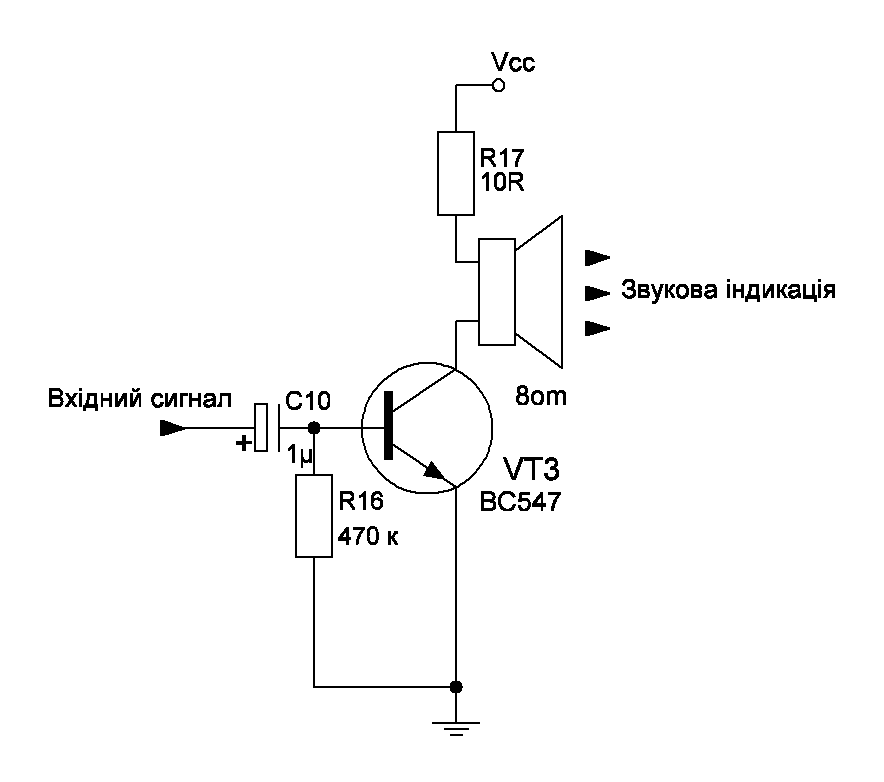 Vcc
R17
10R
Звукова індикація
8om
Вхідний сигнал
C10
+
1µ
VT3
BC547
R16
470 к